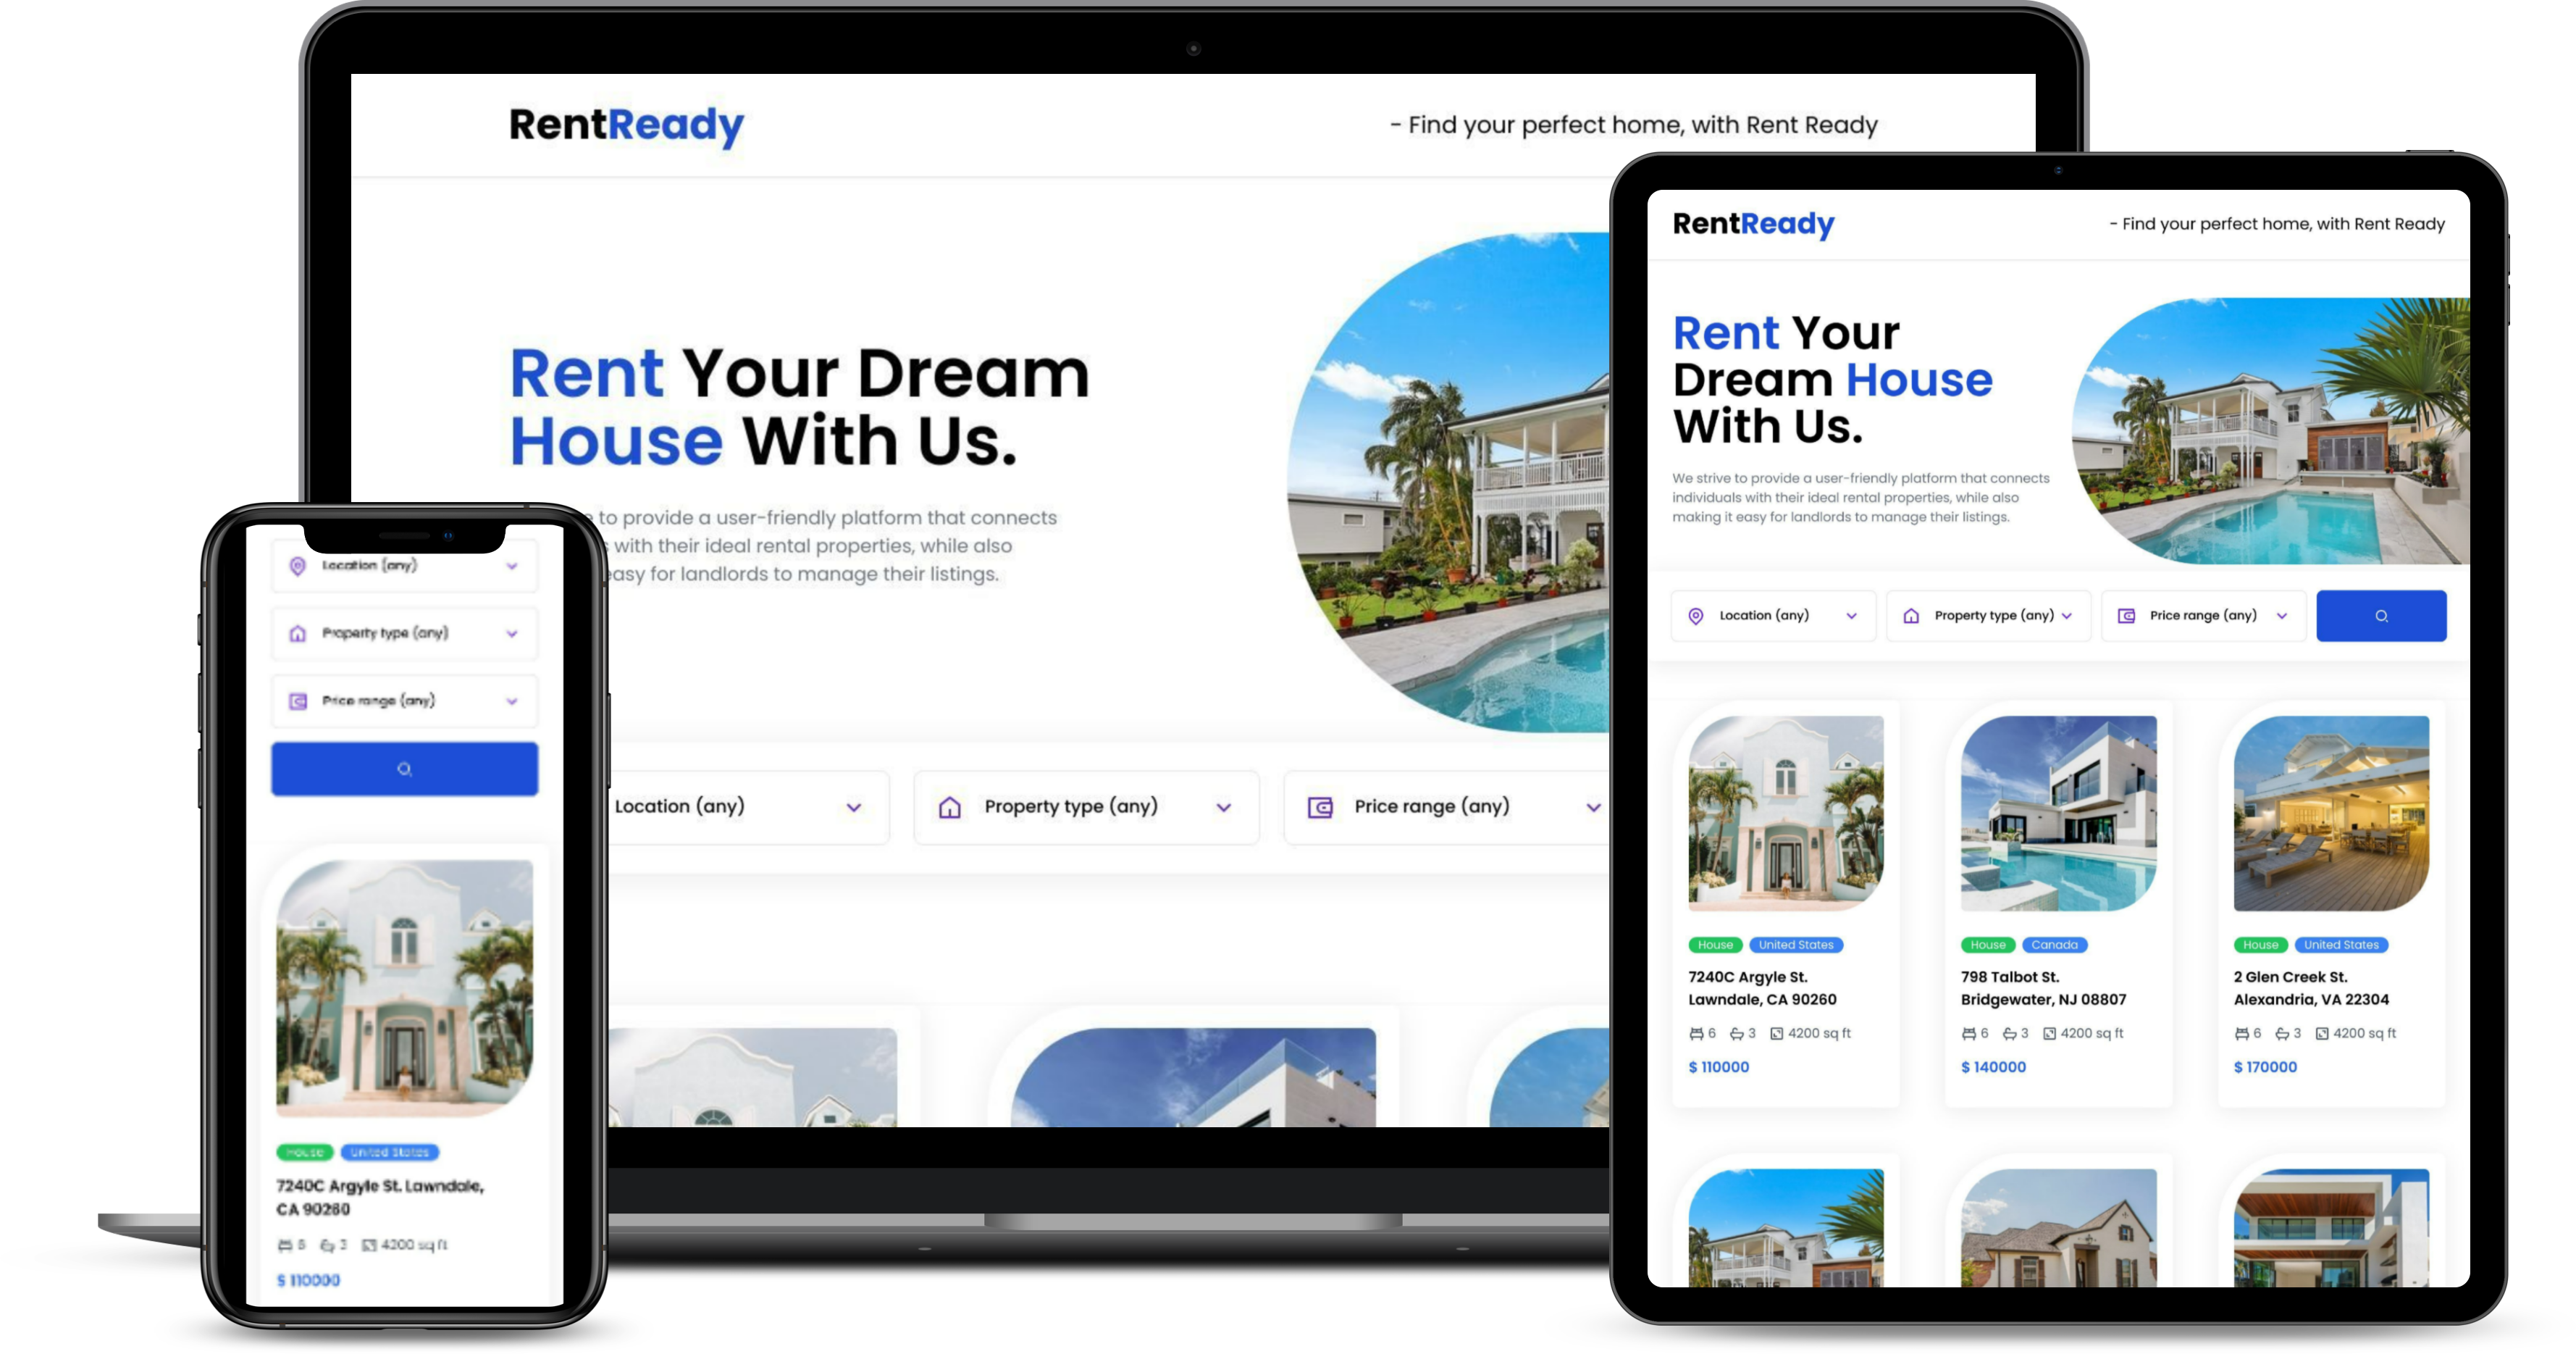 RentReady
- Find your perfect home, with Rent Ready
Rent Your Dream
House With Us.
to provide a user-friendly platform that connects
with their ideal rental properties, while also
easy for landlords to manage their listings.
Location (any)
Property type (any)
Price range (any)
Location (any)
Property type (any)
Price range (any)
House
United States
7240C Argyle St. Lawndale,
CA 90260
6
3
4200 sq ft
$ 110000
RentReady
- Find your perfect home, with Rent Ready
Rent Your
Dream House
With Us.
We strive to provide a user-friendly platform that connects
individuals with their ideal rental properties, while also
making it easy for landlords to manage their listings.
Location (any)
Property type (any)
Price range (any)
House
United States
7240C Argyle St.
Lawndale, CA 90260
6
3
4200 sq ft
$ 110000
House
Canada
798 Talbot St.
Bridgewater, NJ 08807
6
3
4200 sq ft
$ 140000
House
United States
2 Glen Creek St.
Alexandria, VA 22304
6
3
4200 sq ft
$ 170000